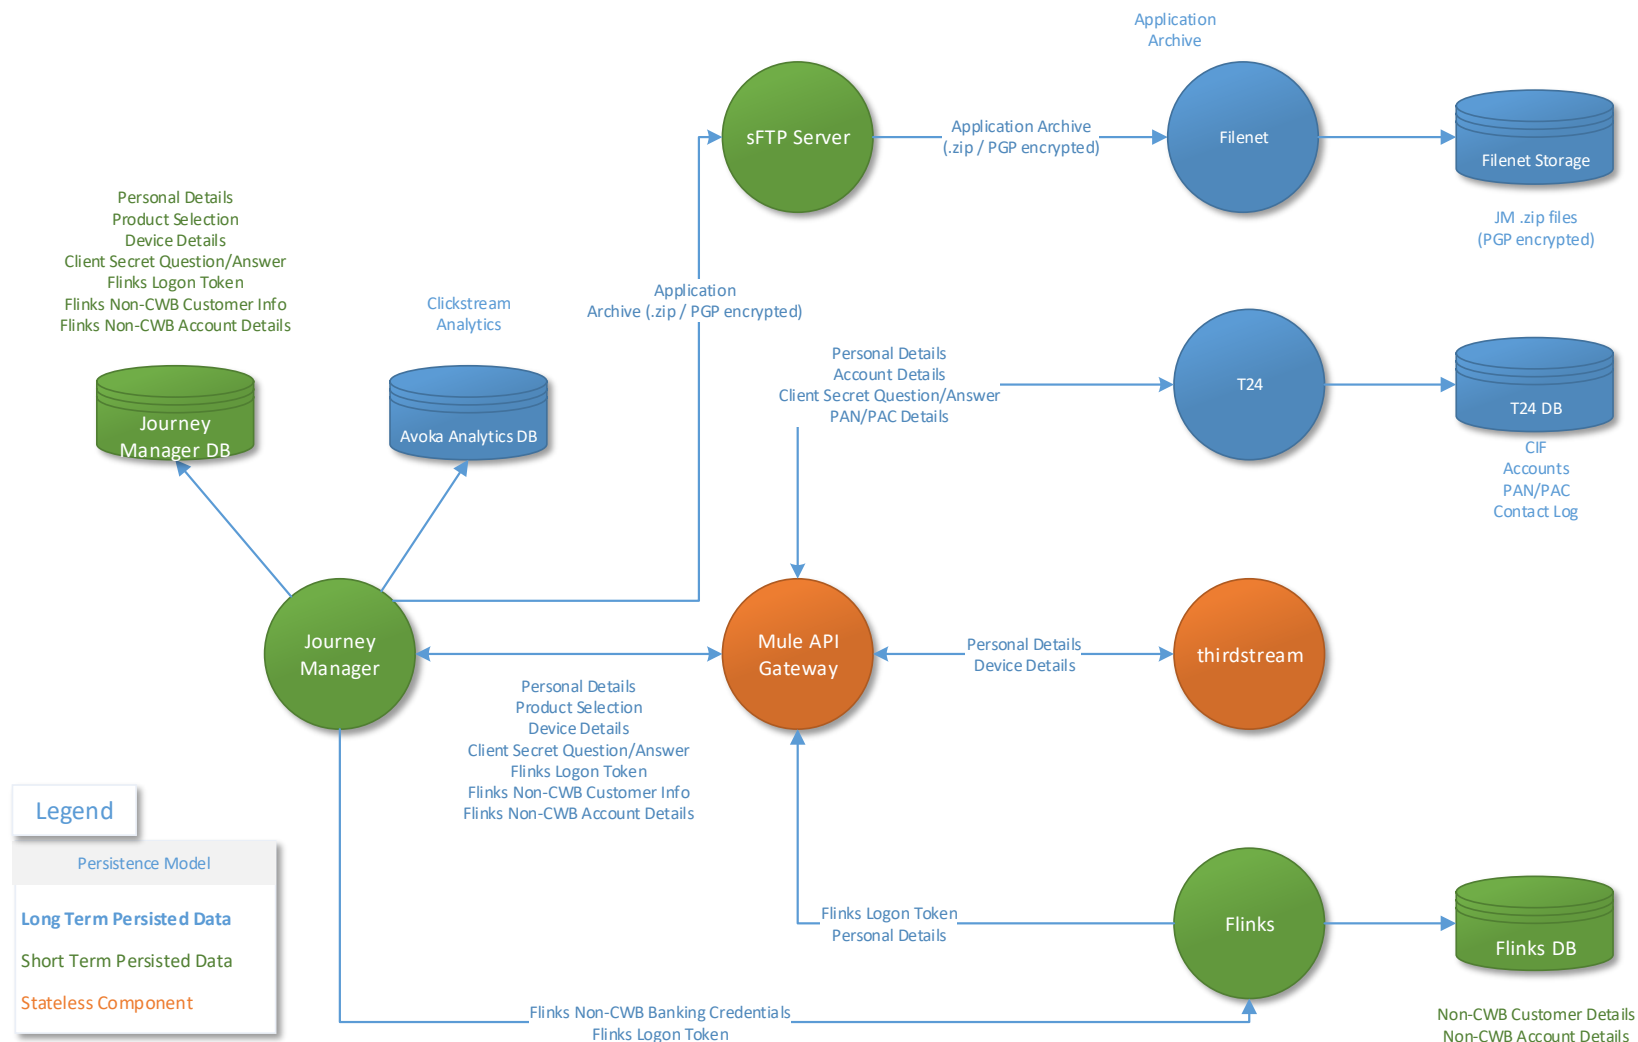 Application
Archive
sFTP Server
Application Archive
(.zip / PGP encrypted)
Filenet
Filenet Storage
JM .zip files
(PGP encrypted)
Personal Details
Product Selection
Device Details
Client Secret Question/Answer
Flinks Logon Token
Flinks Non-CWB Customer Info
Flinks Non-CWB Account Details
Clickstream
Analytics
Application
Archive (.zip / PGP encrypted)
Journey
Manager DB
Avoka Analytics DB
Personal Details
Account Details
Client Secret Question/Answer
PAN/PAC Details
T24
T24 DB
CIF
Accounts
PAN/PAC
Contact Log
Journey
Manager
Mule API
Gateway
Personal Details
Device Details
thirdstream
Personal Details
Product Selection
Device Details
Client Secret Question/Answer
Flinks Logon Token
Flinks Non-CWB Customer Info
Flinks Non-CWB Account Details
Legend
Persistence Model
Long Term Persisted Data
Short Term Persisted Data
Stateless Component
Flinks Logon Token
Personal Details
Flinks
Flinks DB
Flinks Non-CWB Banking Credentials
Flinks Logon Token
Non-CWB Customer Details
Non-CWB Account Details